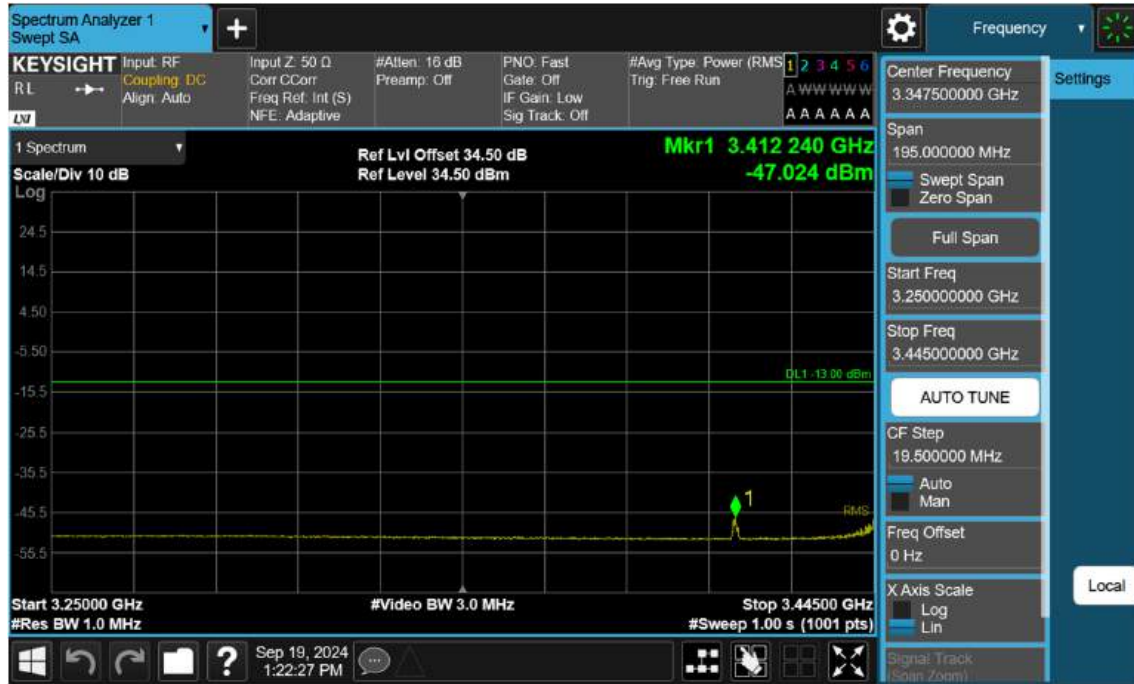 Spectrum Analyzer 1
Swept SA
Frequency
KEYSIGHT
RL
LXI
Input: RF
Coupling: DC
Align: Auto
Input Z: 50 Ω
Corr CCorr
Freq Ref: Int (S)
NFE: Adaptive
#Atten: 16 dB
Preamp: Off
PNO: Fast
Gate: Off
IF Gain: Low
Sig Track: Off
#Avg Type: Power (RMS
Trig: Free Run
1 2 3 4 5 6
A W W W W W
A A A A A A
1 Spectrum
Scale/Div 10 dB
Ref Lvl Offset 34.50 dB
Ref Level 34.50 dBm
Mkr1 3.412 240 GHz
-47.024 dBm
Log
24.5
14.5
4.50
-5.50
DL1 -13.00 dBm
-15.5
-25.5
-35.5
-45.5
1
RMS
-55.5
Start 3.25000 GHz
#Video BW 3.0 MHz
Stop 3.44500 GHz
#Res BW 1.0 MHz
#Sweep 1.00 s (1001 pts)
Sep 19, 2024
1:22:27 PM
Center Frequency
3.347500000 GHz
Span
195.000000 MHz
Swept Span
Zero Span
Full Span
Start Freq
3.250000000 GHz
Stop Freq
3.445000000 GHz
AUTO TUNE
CF Step
19.500000 MHz
Auto
Man
Freq Offset
0 Hz
X Axis Scale
Log
Lin
Signal Track
(Span Zoom)
Settings
Local